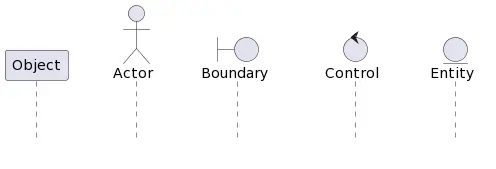 Object
Actor
Boundary
Control
Entity